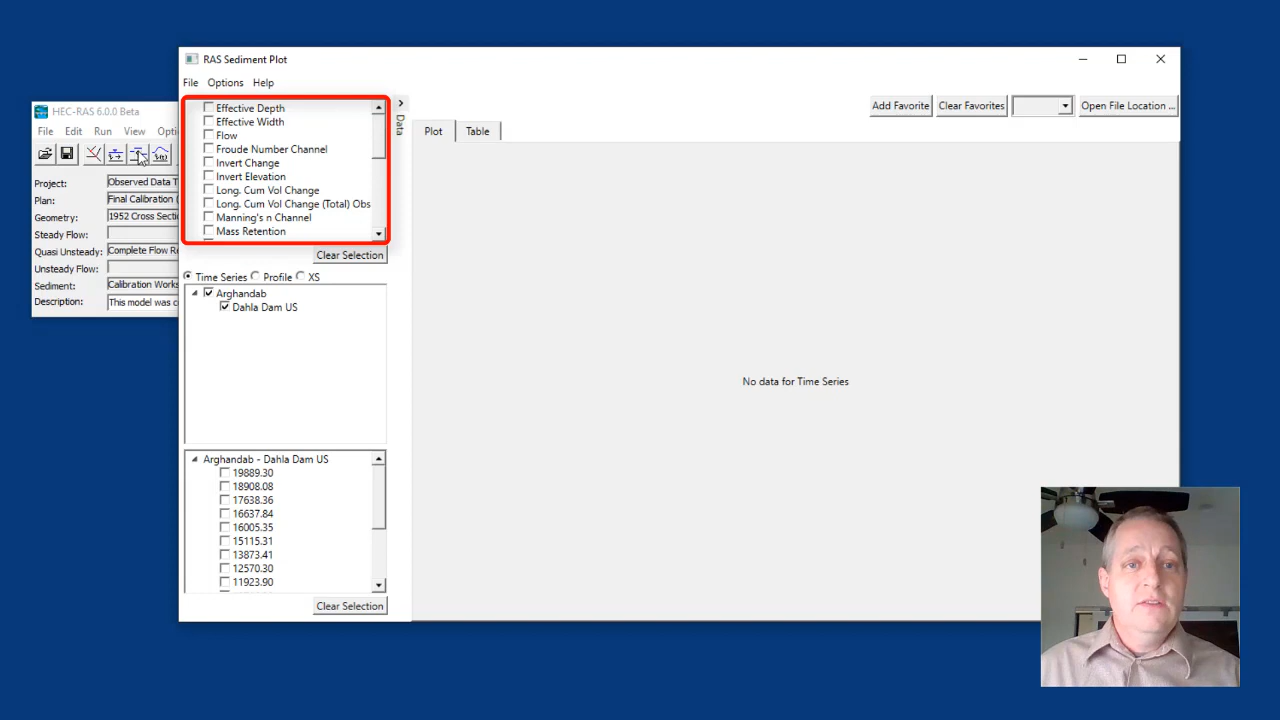 RAS Sediment Plot
File Options Help
Effective Depth
Effective Width
Flow
Froude Number Channel
Invert Change
Invert Elevation
Long. Cum Vol Change
Long. Cum Vol Change (Total) Obs
Manning's n Channel
Mass Retention
Clear Selection
Time Series Profile XS
Arghandab
Dahla Dam US
Arghandab - Dahla Dam US
19889.30
18908.08
17638.36
16637.84
16005.35
15115.31
13873.41
12570.30
11923.90
Clear Selection
Data
Add Favorite Clear Favorites Open File Location ...
Plot Table
No data for Time Series
HEC-RAS 6.0.0 Beta
File Edit Run View Opti
Project: Observed Data T
Plan: Final Calibration (
Geometry: 1952 Cross Secti
Steady Flow:
Quasi Unsteady: Complete Flow Re
Unsteady Flow:
Sediment: Calibration Works
Description: This model was c